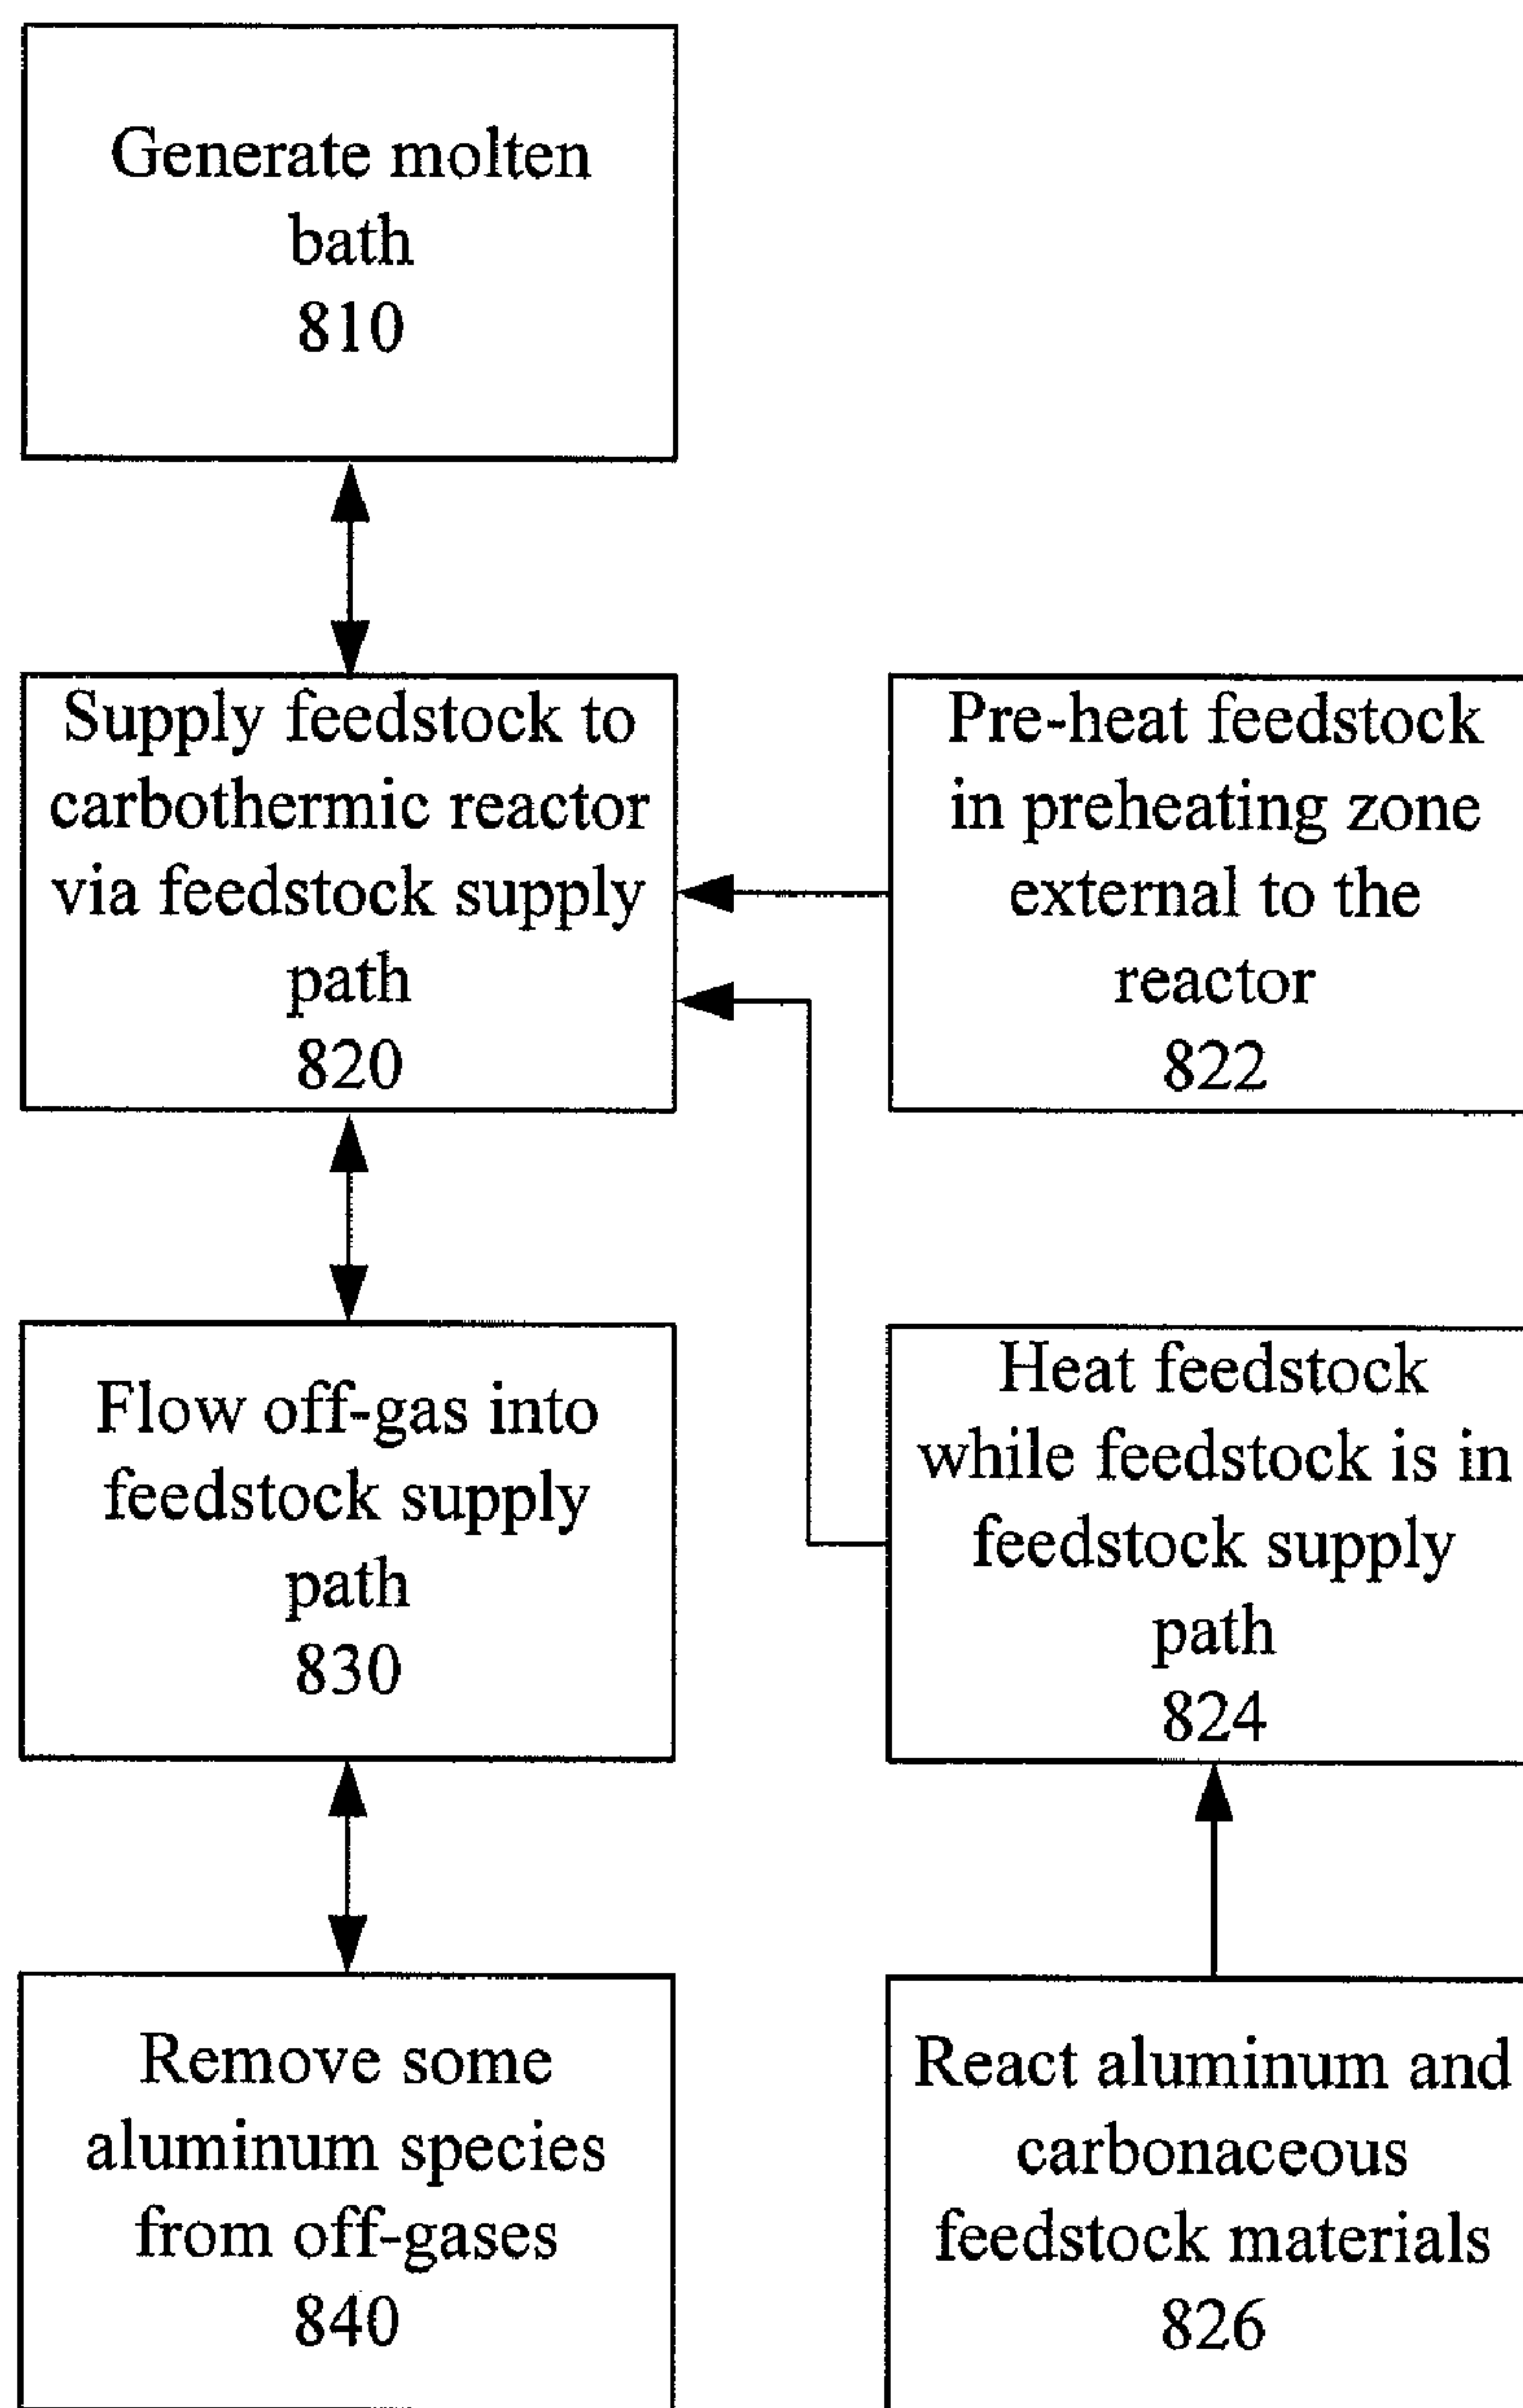 Generate molten
bath
810
Supply feedstock to
carbothermic reactor
via feedstock supply
path
820
Pre-heat feedstock
in preheating zone
external to the
reactor
822
Flow off-gas into
feedstock supply
path
830
Heat feedstock
while feedstock is in
feedstock supply
path
824
Remove some
aluminum species
from off-gases
840
React aluminum and
carbonaceous
feedstock materials
826